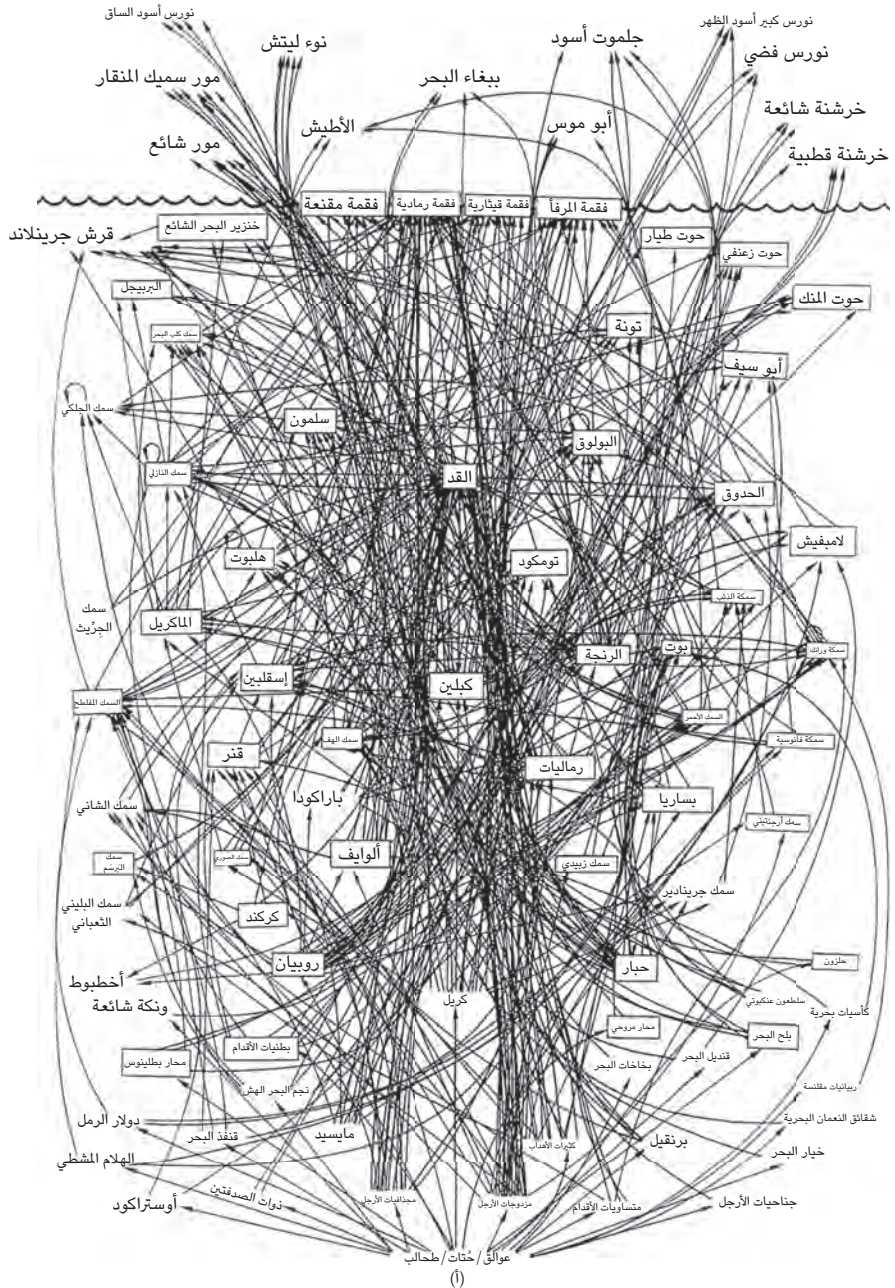 نورس أسود الساق
نوء ليتش
جلموت أسود
نورس كبير أسود الظهر
نورس فضي
مور سميك المنقار
ببغاء البحر
خرشنة شائعة
الأطيش
أبو موس
مور شائع
خرشنة قطبية
فقمة مقنعة
فقمة رمادية
فقمة قيثارية
فقمة المرفأ
خنزير البحر الشائع
قرش جرينلاند
حوت طيار
حوت زعنفي
البربيجل
حوت المنك
سمك كلب البحر
تونة
أبو سيف
سمك الجلكي
سلمون
البولوق
سمك النازلي
القد
الحدوق
هلبوت
تومكود
لامبفيش
سمك
الجِرِّيث
الماكريل
سمكة الذئب
الرنجة
بوت
سمكة ورانك
إسقلبين
كبلين
السمك المفلطح
السمك الأحمر
قنر
سمك الهف
رماليات
سمكة فانوسية
سمك الشاني
باراكودا
بساريا
سمك أرجنتيني
سمك
التِرسَم
سمك الصوري
ألوايف
سمك زبيدي
سمك جرينادير
سمك البليني
الثعباني
كركند
أخطبوط
روبيان
حبار
حلزون
ونكة شائعة
كريل
سلطعون عنكبوتي
كأسيات بحرية
محار بطلينوس
بطنيات الأقدام
محار مروحي
بلح البحر
نجم البحر الهش
بخاخات البحر
قنديل البحر
ربيانيات مقلنسة
دولار الرمل
قنفذ البحر
مايسيد
برنقيل
شقائق النعمان البحرية
الهلام المشطي
كثيرات الأهداب
خيار البحر
أوستراكود
ذوات الصدفتين
مجذافيات الأرجل
مزدوجات الأرجل
متساويات الأقدام
جناحيات الأرجل
عوالق/حُتات/طحالب
(أ)